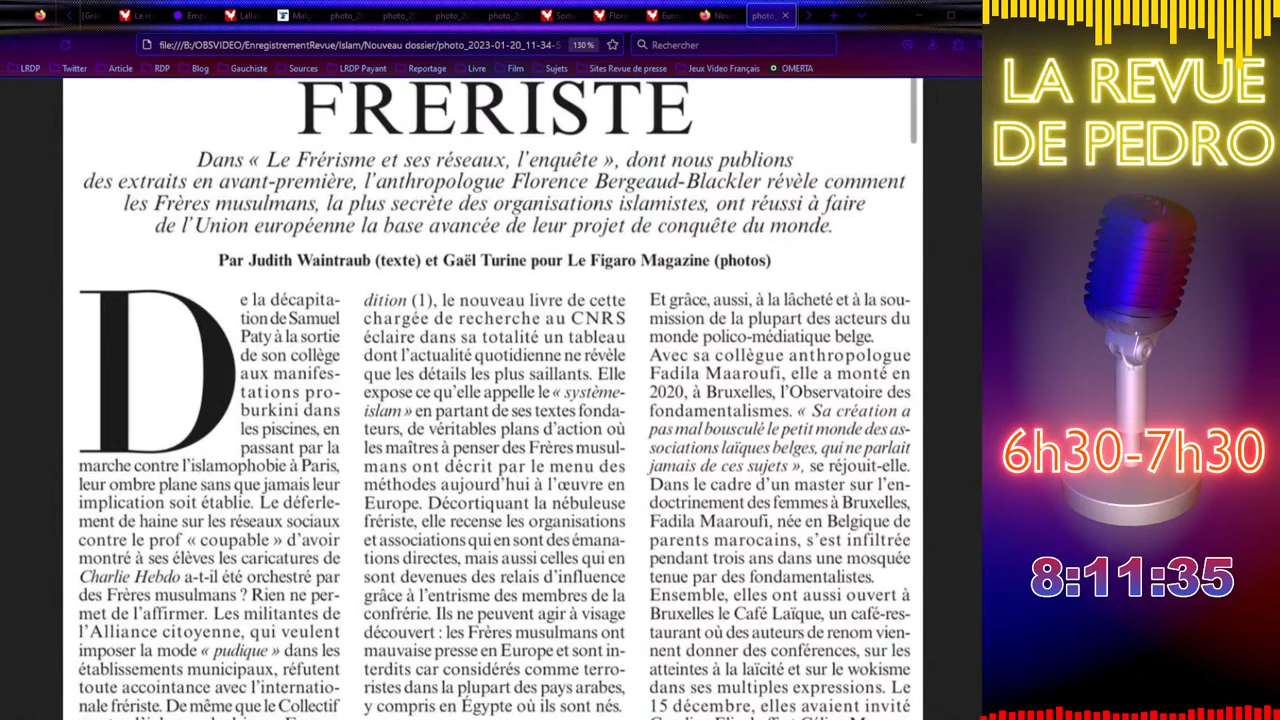 [Gra
Le re
Emp
Lalla
Malg
photo_20
photo_20
photo_20
photo_20
Sorti
Flore
Euro
Nou
photo_
file:///B:/OBSVIDEO/EnregistrementRevue/Islam/Nouveau dossier/photo_2023-01-20_11-34-5
130 %
Rechercher
LRDP
Twitter
Article
RDP
Blog
Gauchiste
Sources
LRDP Payant
Reportage
Livre
Film
Sujets
Sites Revue de presse
Jeux Video Français
OMERTA
FRÉRISTE
Dans « Le Frérisme et ses réseaux, l’enquête », dont nous publions
des extraits en avant-première, l’anthropologue Florence Bergeaud-Blackler révèle comment
les Frères musulmans, la plus secrète des organisations islamistes, ont réussi à faire
de l’Union européenne la base avancée de leur projet de conquête du monde.
Par Judith Waintraub (texte) et Gaël Turine pour Le Figaro Magazine (photos)
De la décapita-
tion de Samuel
Paty à la sortie
de son collège
aux manifes-
tations pro-
burkini dans
les piscines, en
passant par la
marche contre l’islamophobie à Paris,
leur ombre plane sans que jamais leur
implication soit établie. Le déferle-
ment de haine sur les réseaux sociaux
contre le prof « coupable » d’avoir
montré à ses élèves les caricatures de
Charlie Hebdo a-t-il été orchestré par
des Frères musulmans ? Rien ne per-
met de l’affirmer. Les militantes de
l’Alliance citoyenne, qui veulent
imposer la mode « pudique » dans les
établissements municipaux, réfutent
toute accointance avec l’internatio-
nale frériste. De même que le Collectif
dition (1), le nouveau livre de cette
chargée de recherche au CNRS
éclaire dans sa totalité un tableau
dont l’actualité quotidienne ne révèle
que les détails les plus saillants. Elle
expose ce qu’elle appelle le « système-
islam » en partant de ses textes fonda-
teurs, de véritables plans d’action où
les maîtres à penser des Frères musul-
mans ont décrit par le menu des
méthodes aujourd’hui à l’œuvre en
Europe. Décortiquant la nébuleuse
frériste, elle recense les organisations
et associations qui en sont des émana-
tions directes, mais aussi celles qui en
sont devenues des relais d’influence
grâce à l’entrisme des membres de la
confrérie. Ils ne peuvent agir à visage
découvert : les Frères musulmans ont
mauvaise presse en Europe et sont in-
terdits car considérés comme terro-
ristes dans la plupart des pays arabes,
y compris en Égypte où ils sont nés.
Et grâce, aussi, à la lâcheté et à la sou-
mission de la plupart des acteurs du
monde polico-médiatique belge.
Avec sa collègue anthropologue
Fadila Maaroufi, elle a monté en
2020, à Bruxelles, l’Observatoire des
fondamentalismes. « Sa création a
pas mal bousculé le petit monde des as-
sociations laïques belges, qui ne parlait
jamais de ces sujets », se réjouit-elle.
Dans le cadre d’un master sur l’en-
doctrinement des femmes à Bruxelles,
Fadila Maaroufi, née en Belgique de
parents marocains, s’est infiltrée
pendant trois ans dans une mosquée
tenue par des fondamentalistes.
Ensemble, elles ont aussi ouvert à
Bruxelles le Café Laïque, un café-res-
taurant où des auteurs de renom vien-
nent donner des conférences, sur les
atteintes à la laïcité et sur le wokisme
dans ses multiples expressions. Le
15 décembre, elles avaient invité
LA REVUE
DE PEDRO
6h30-7h30
8:11:35